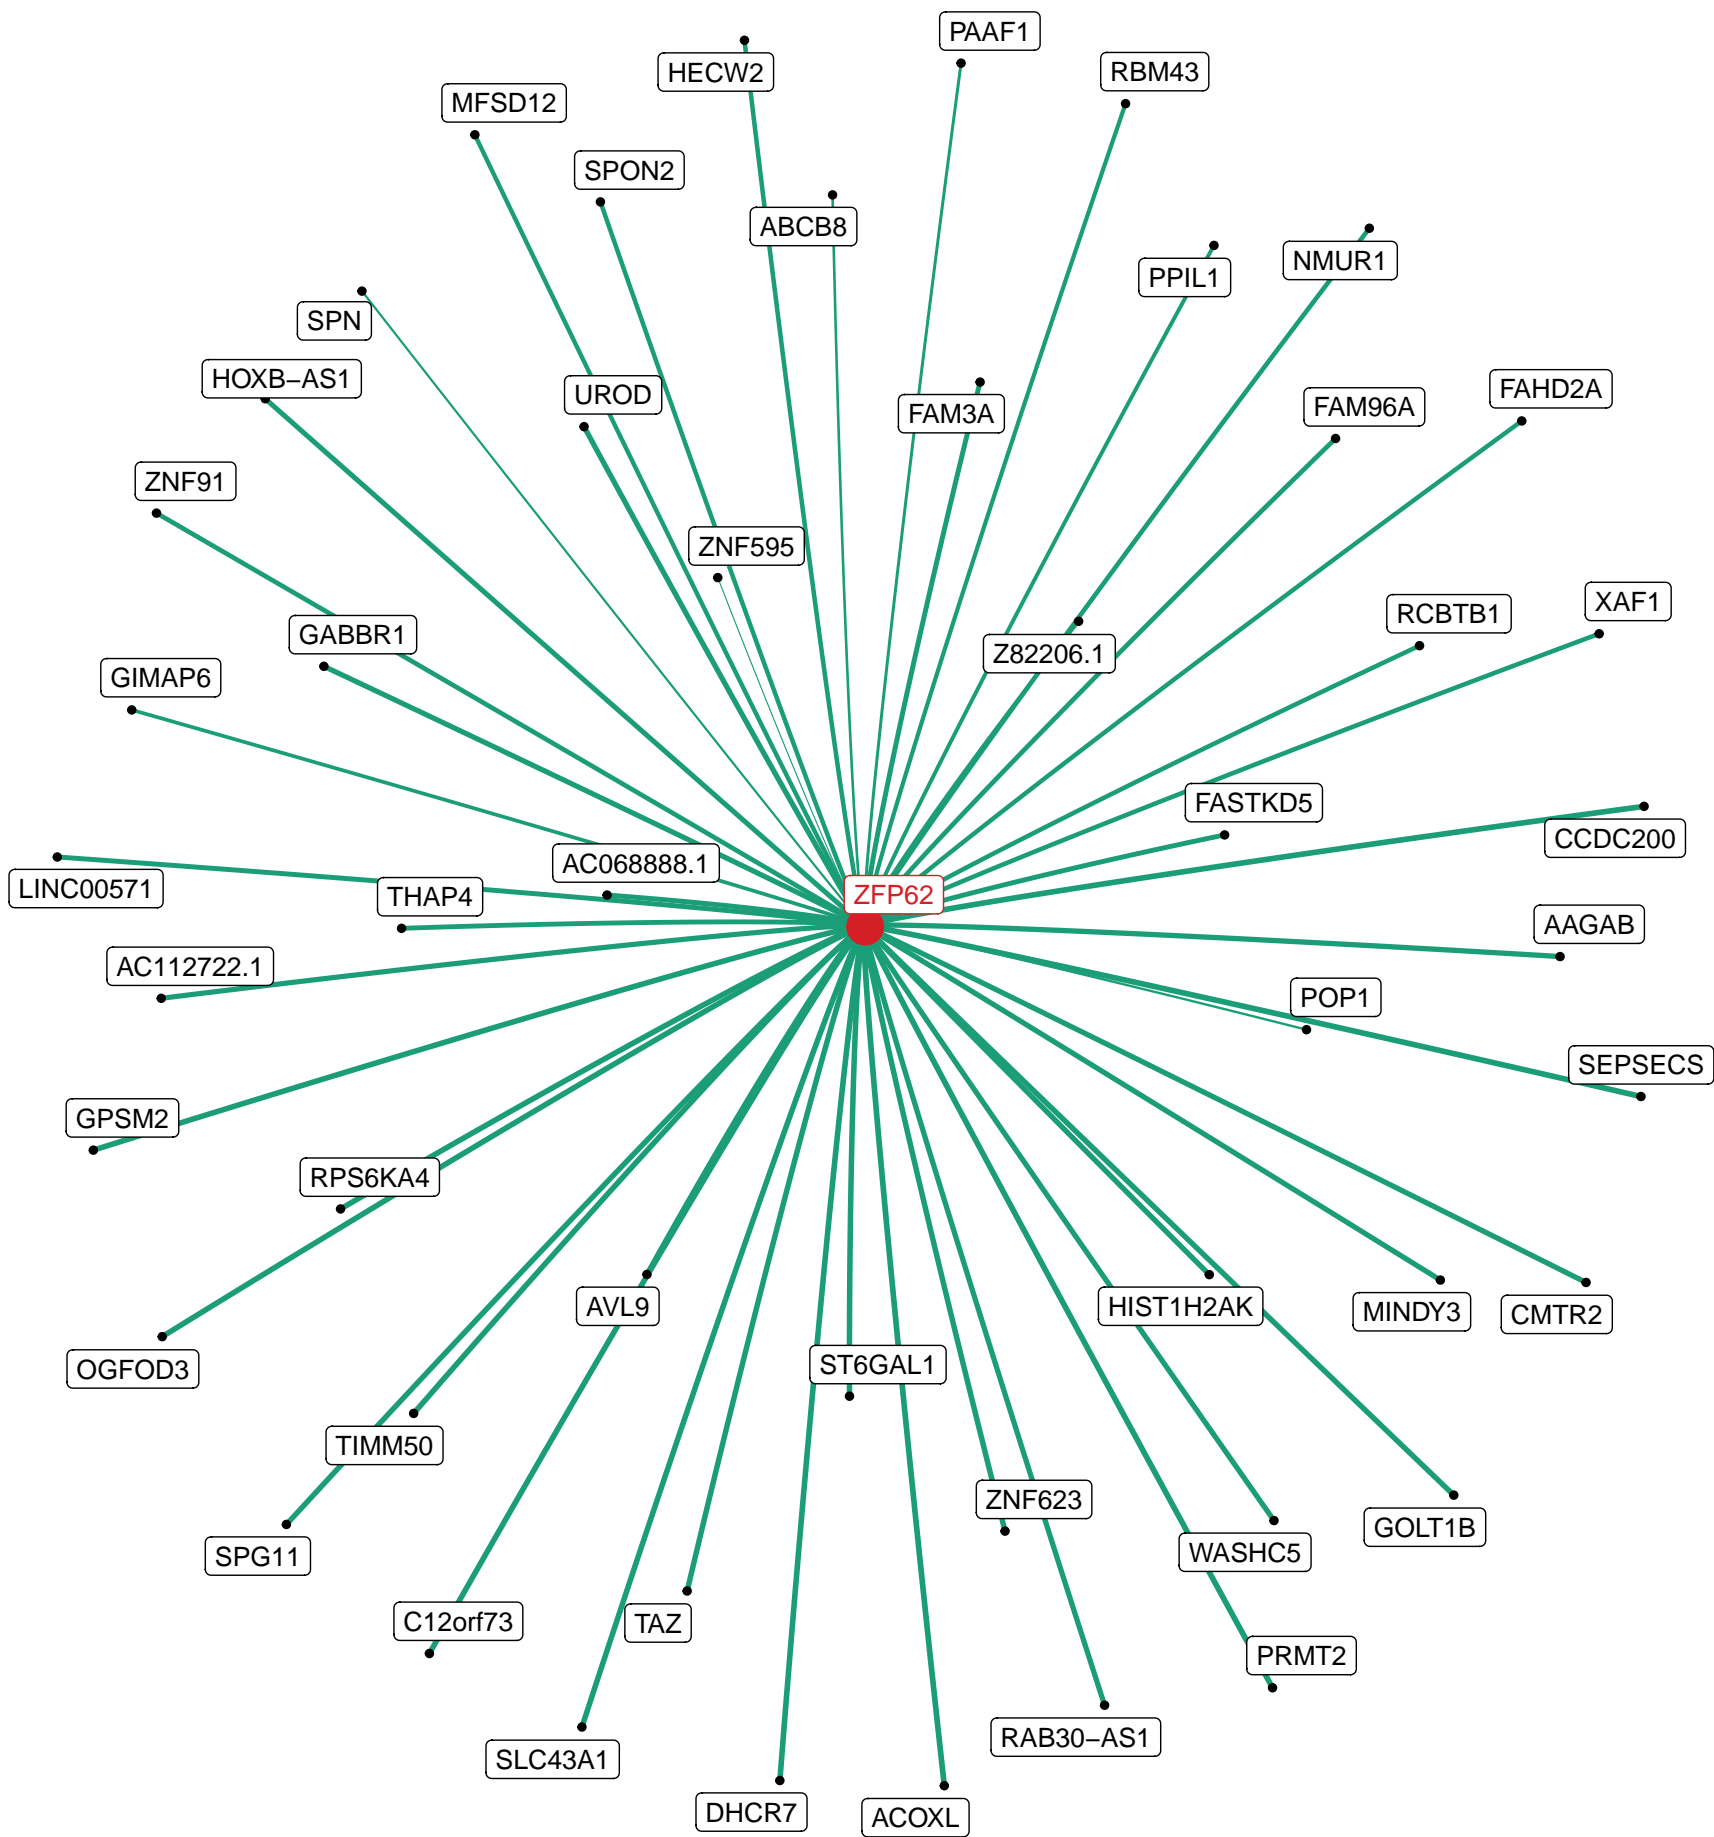 PAAF1
HECW2
RBM43
MFSD12
SPON2
ABCB8
NMUR1
PPIL1
SPN
HOXB−AS1
UROD
FAHD2A
FAM96A
FAM3A
ZNF91
ZNF595
XAF1
RCBTB1
GABBR1
Z82206.1
GIMAP6
FASTKD5
CCDC200
AC068888.1
LINC00571
THAP4
ZFP62
AAGAB
AC112722.1
POP1
SEPSECS
GPSM2
RPS6KA4
AVL9
HIST1H2AK
MINDY3
CMTR2
OGFOD3
ST6GAL1
TIMM50
ZNF623
GOLT1B
WASHC5
SPG11
C12orf73
TAZ
PRMT2
RAB30−AS1
SLC43A1
DHCR7
ACOXL